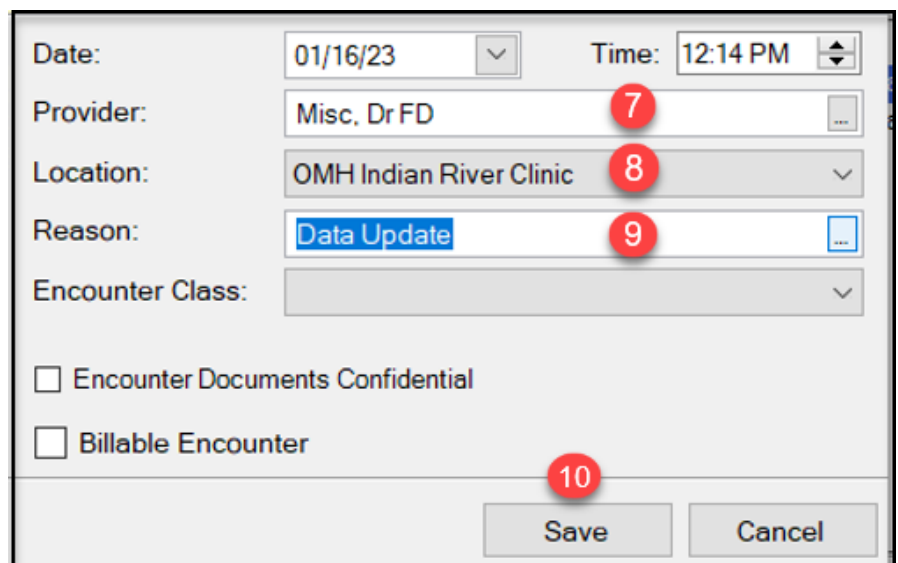 Date: 01/16/23 Time: 12:14 PM
Provider: Misc, Dr FD 7 ...
Location: OMH Indian River Clinic 8
Reason: Data Update 9 ...
Encounter Class:
Encounter Documents Confidential
Billable Encounter
10
Save Cancel